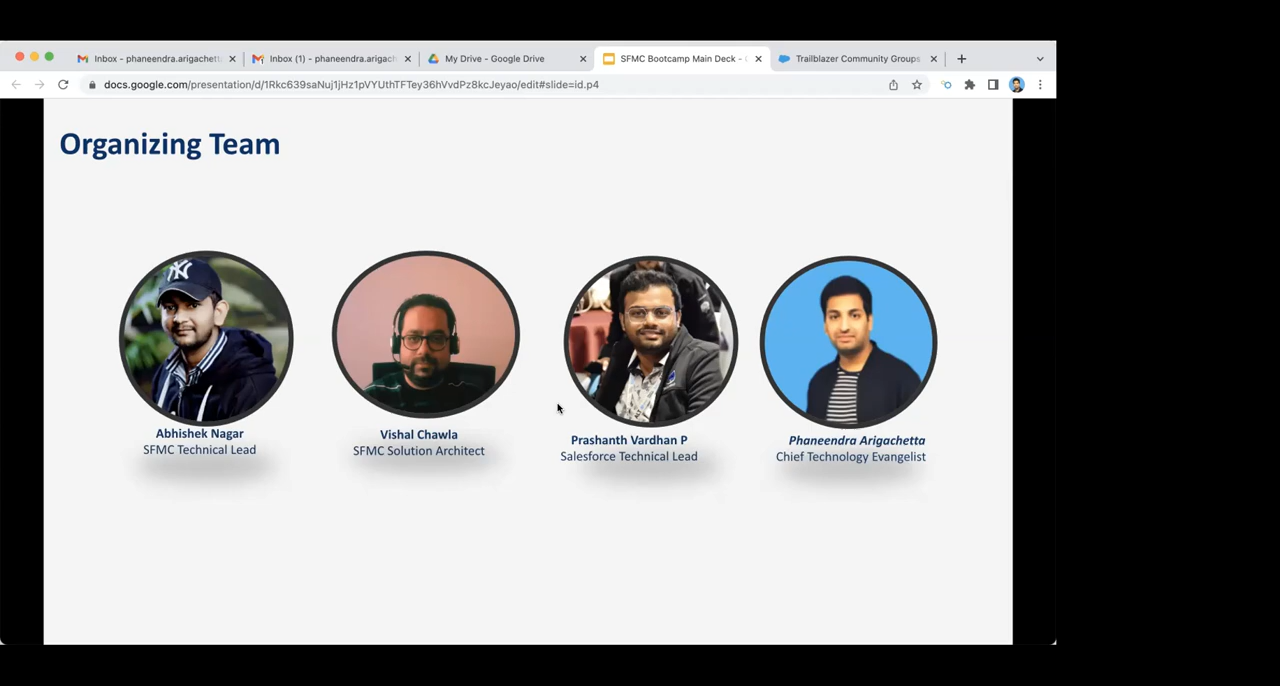 Inbox - phaneendra.arigachett
Inbox (1) - phaneendra.arigach
My Drive - Google Drive
SFMC Bootcamp Main Deck -
Trailblazer Community Groups
docs.google.com/presentation/d/1Rkc639saNuj1jHz1pVYUthTFTey36hVvdPz8kcJeyao/edit#slide=id.p4
Organizing Team
NY
Abhishek Nagar
SFMC Technical Lead
Vishal Chawla
SFMC Solution Architect
Prashanth Vardhan P
Salesforce Technical Lead
Phaneendra Arigachetta
Chief Technology Evangelist